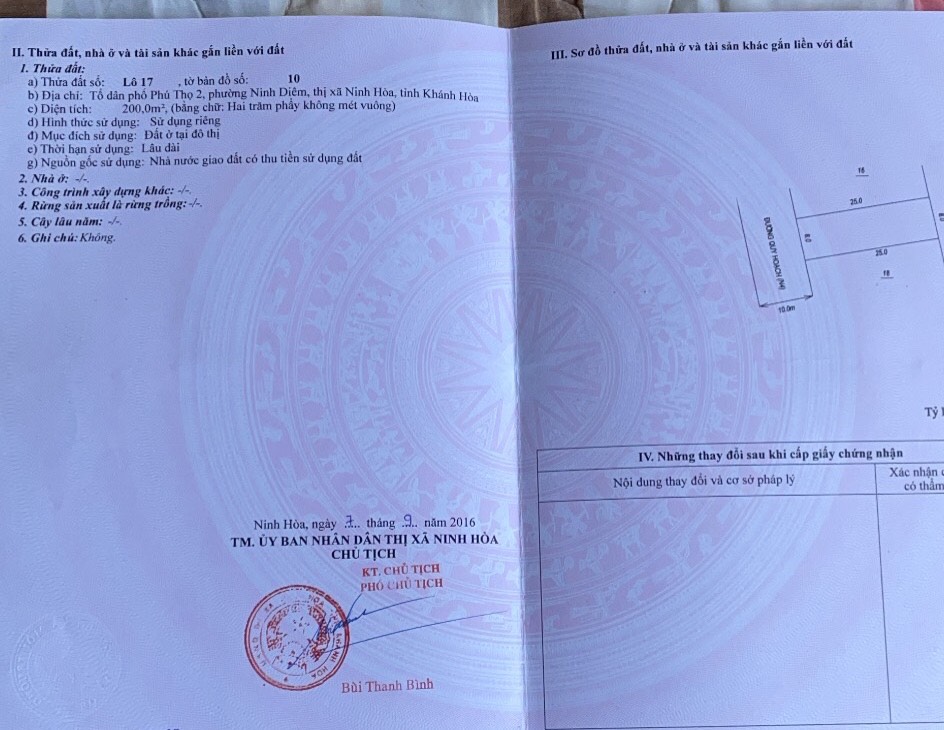 II. Thửa đất, nhà ở và tài sản khác gắn liền với đất
1. Thửa đất:
a) Thửa đất số: Lô 17 , tờ bản đồ số: 10
b) Địa chỉ: Tổ dân phố Phú Thọ 2, phường Ninh Diêm, thị xã Ninh Hòa, tỉnh Khánh Hòa
c) Diện tích: 200,0m², (bằng chữ: Hai trăm phẩy không mét vuông)
d) Hình thức sử dụng: Sử dụng riêng
đ) Mục đích sử dụng: Đất ở tại đô thị
e) Thời hạn sử dụng: Lâu dài
g) Nguồn gốc sử dụng: Nhà nước giao đất có thu tiền sử dụng đất
2. Nhà ở: -/-.
3. Công trình xây dựng khác: -/-.
4. Rừng sản xuất là rừng trồng: -/-.
5. Cây lâu năm: -/-.
6. Ghi chú: Không.
Ninh Hòa, ngày 7 tháng 9 năm 2016
TM. ỦY BAN NHÂN DÂN THỊ XÃ NINH HÒA
CHỦ TỊCH
KT. CHỦ TỊCH
PHÓ CHỦ TỊCH
Bùi Thanh Bình
III. Sơ đồ thửa đất, nhà ở và tài sản khác gắn liền với đất
16
25.0
8.0
8.0
25.0
18
ĐƯỜNG QUY HOẠCH (N4)
10.0m
Tỷ
IV. Những thay đổi sau khi cấp giấy chứng nhận
Nội dung thay đổi và cơ sở pháp lý
Xác nhận
có thẩm